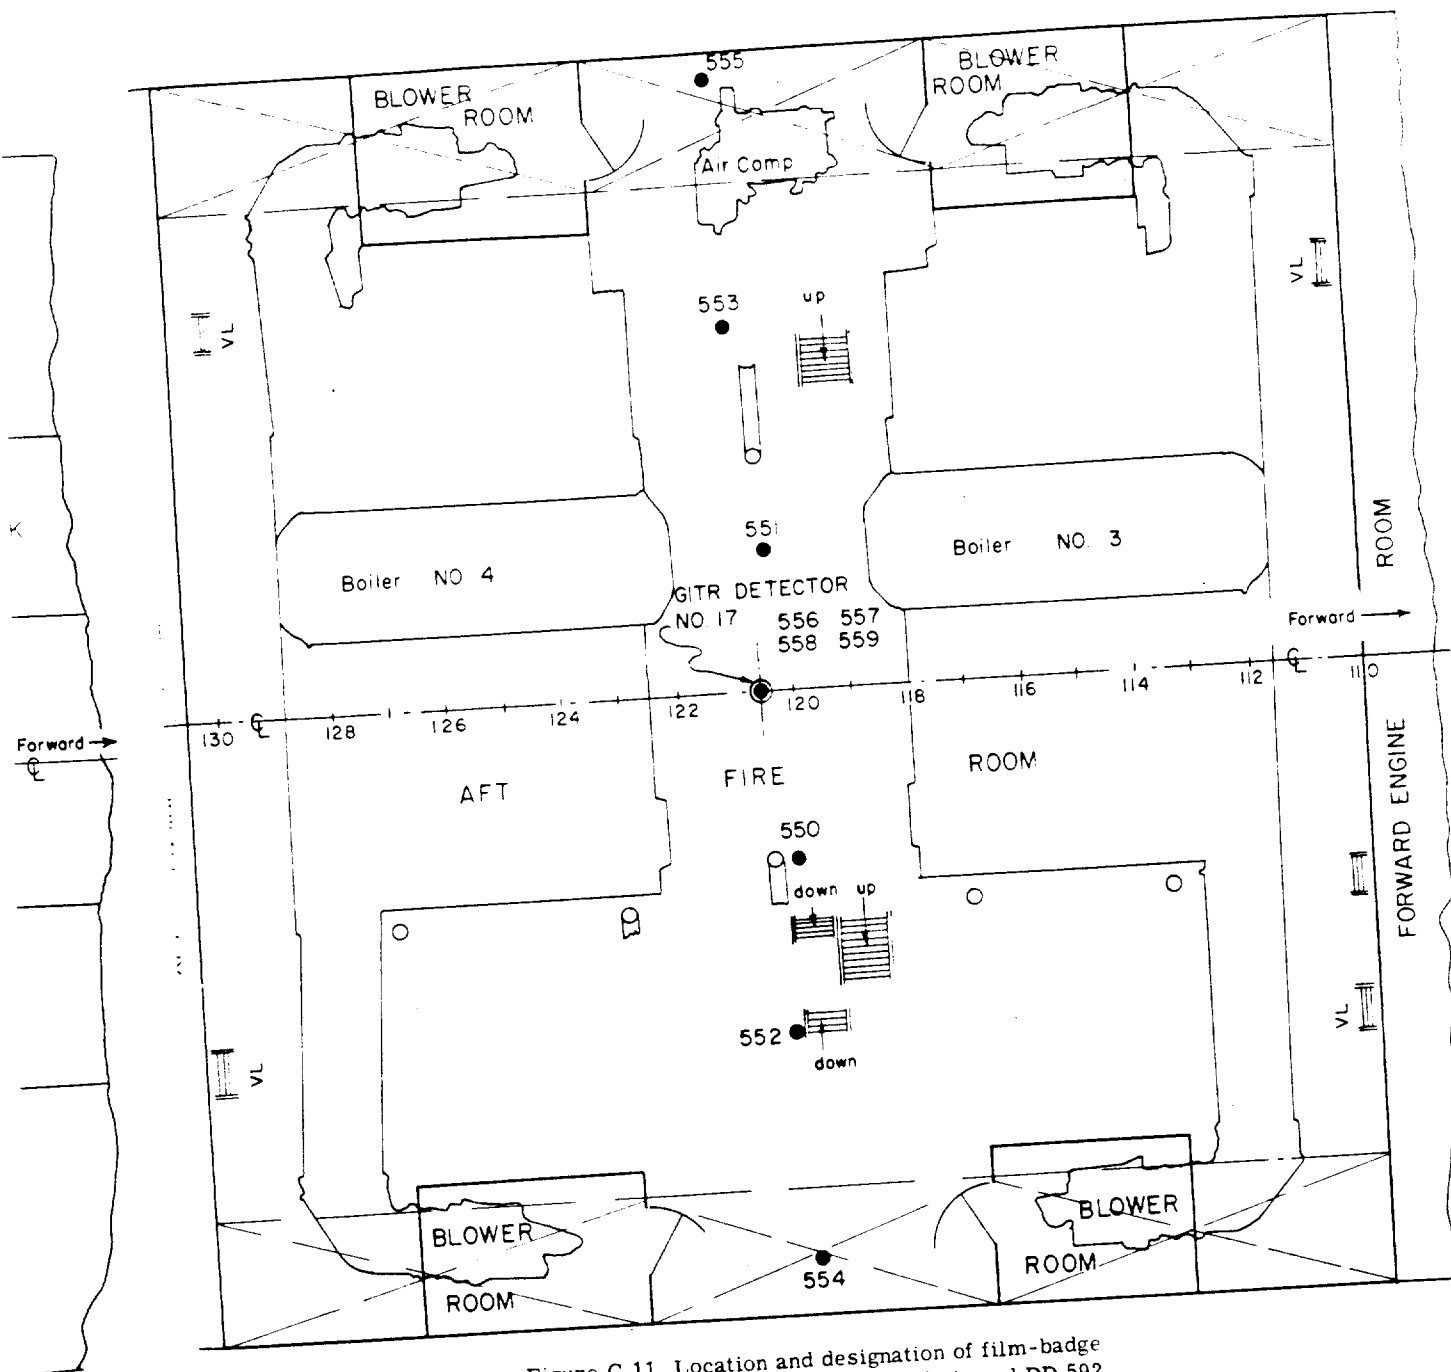 555
BLOWER
ROOM
BLOWER
ROOM
Air Comp
VL
553
up
VL
K
551
Boiler NO 4
Boiler NO. 3
ROOM
GITR DETECTOR
NO. 17
556 557
558 559
Forward
130
128
126
124
122
120
118
116
114
112
110
Forward
AFT
FIRE
ROOM
FORWARD ENGINE
550
down
up
552
down
VL
VL
BLOWER
ROOM
BLOWER
ROOM
554
Figure C.11 Location and designation of film-badge